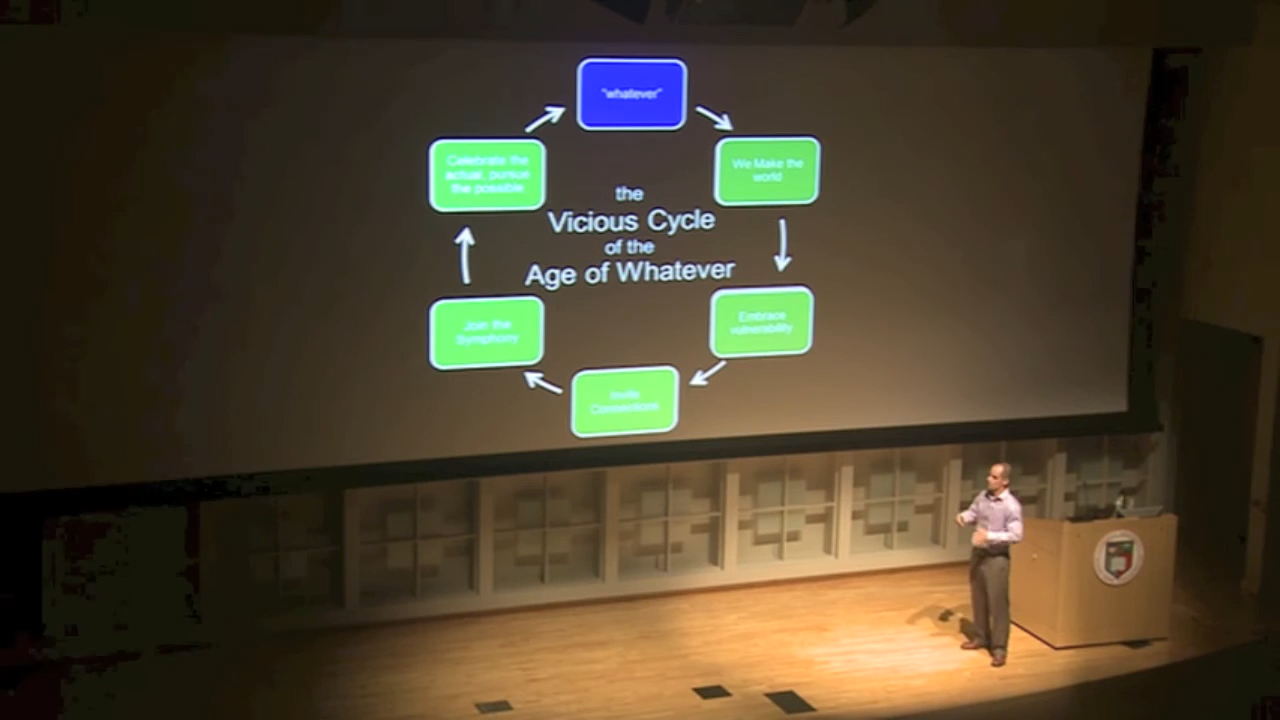 "whatever"
We Make the
world
Embrace
vulnerability
Invite
Connections
Join the
Symphony
Celebrate the
actual, pursue
the possible
the
Vicious Cycle
of the
Age of Whatever